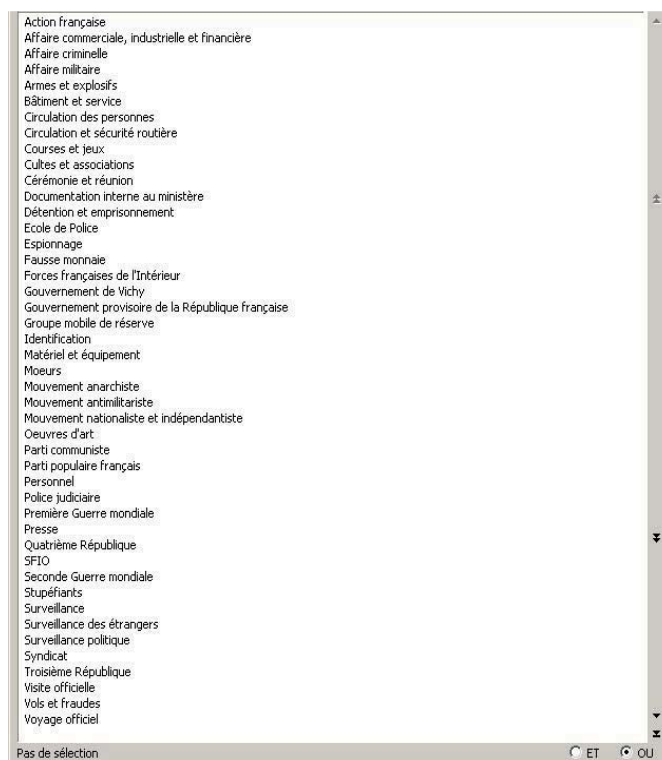 Action française
Affaire commerciale, industrielle et financière
Affaire criminelle
Affaire militaire
Armes et explosifs
Bâtiment et service
Circulation des personnes
Circulation et sécurité routière
Courses et jeux
Cultes et associations
Cérémonie et réunion
Documentation interne au ministère
Détention et emprisonnement
Ecole de Police
Espionnage
Fausse monnaie
Forces françaises de l'Intérieur
Gouvernement de Vichy
Gouvernement provisoire de la République française
Groupe mobile de réserve
Identification
Matériel et équipement
Moeurs
Mouvement anarchiste
Mouvement antimilitariste
Mouvement nationaliste et indépendantiste
Oeuvres d'art
Parti communiste
Parti populaire français
Personnel
Police judiciaire
Première Guerre mondiale
Presse
Quatrième République
SFIO
Seconde Guerre mondiale
Stupéfiants
Surveillance
Surveillance des étrangers
Surveillance politique
Syndicat
Troisième République
Visite officielle
Vols et fraudes
Voyage officiel
Pas de sélection ET OU